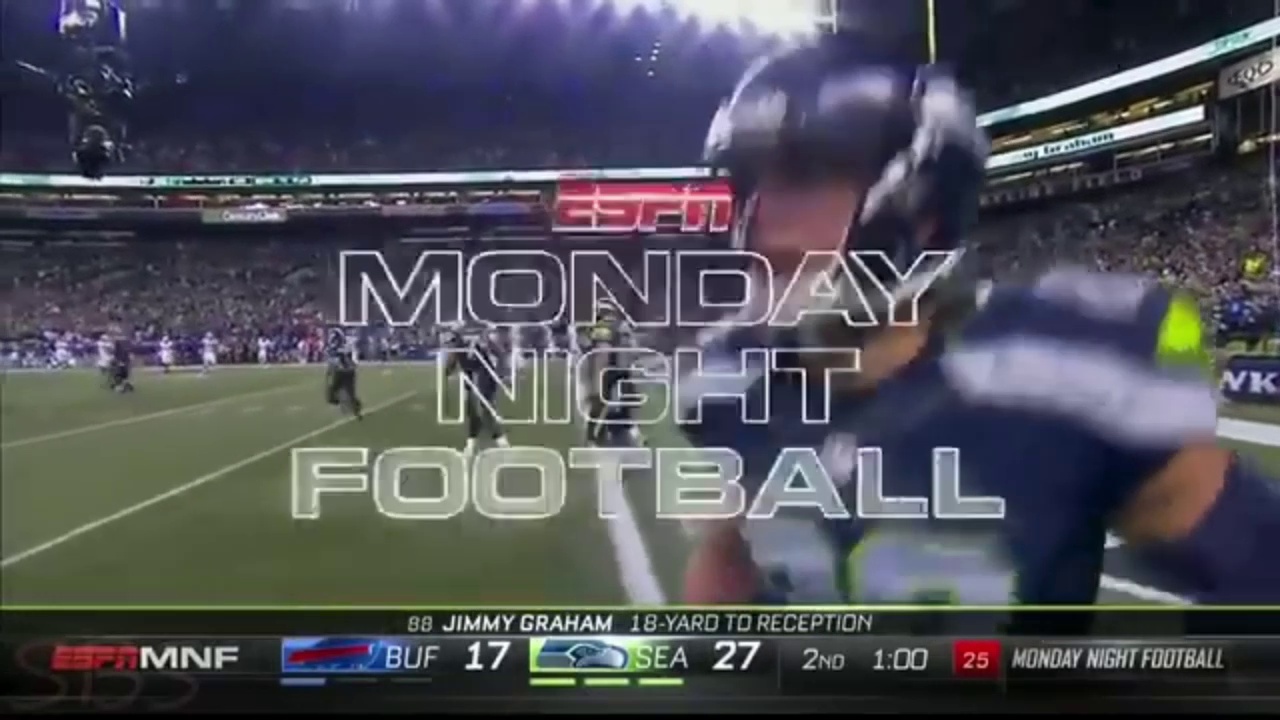 ESPN
MONDAY
NIGHT
FOOTBALL
88 JIMMY GRAHAM 18-YARD TD RECEPTION
ESPN MNF BUF 17 SEA 27 2ND 1:00 25 MONDAY NIGHT FOOTBALL